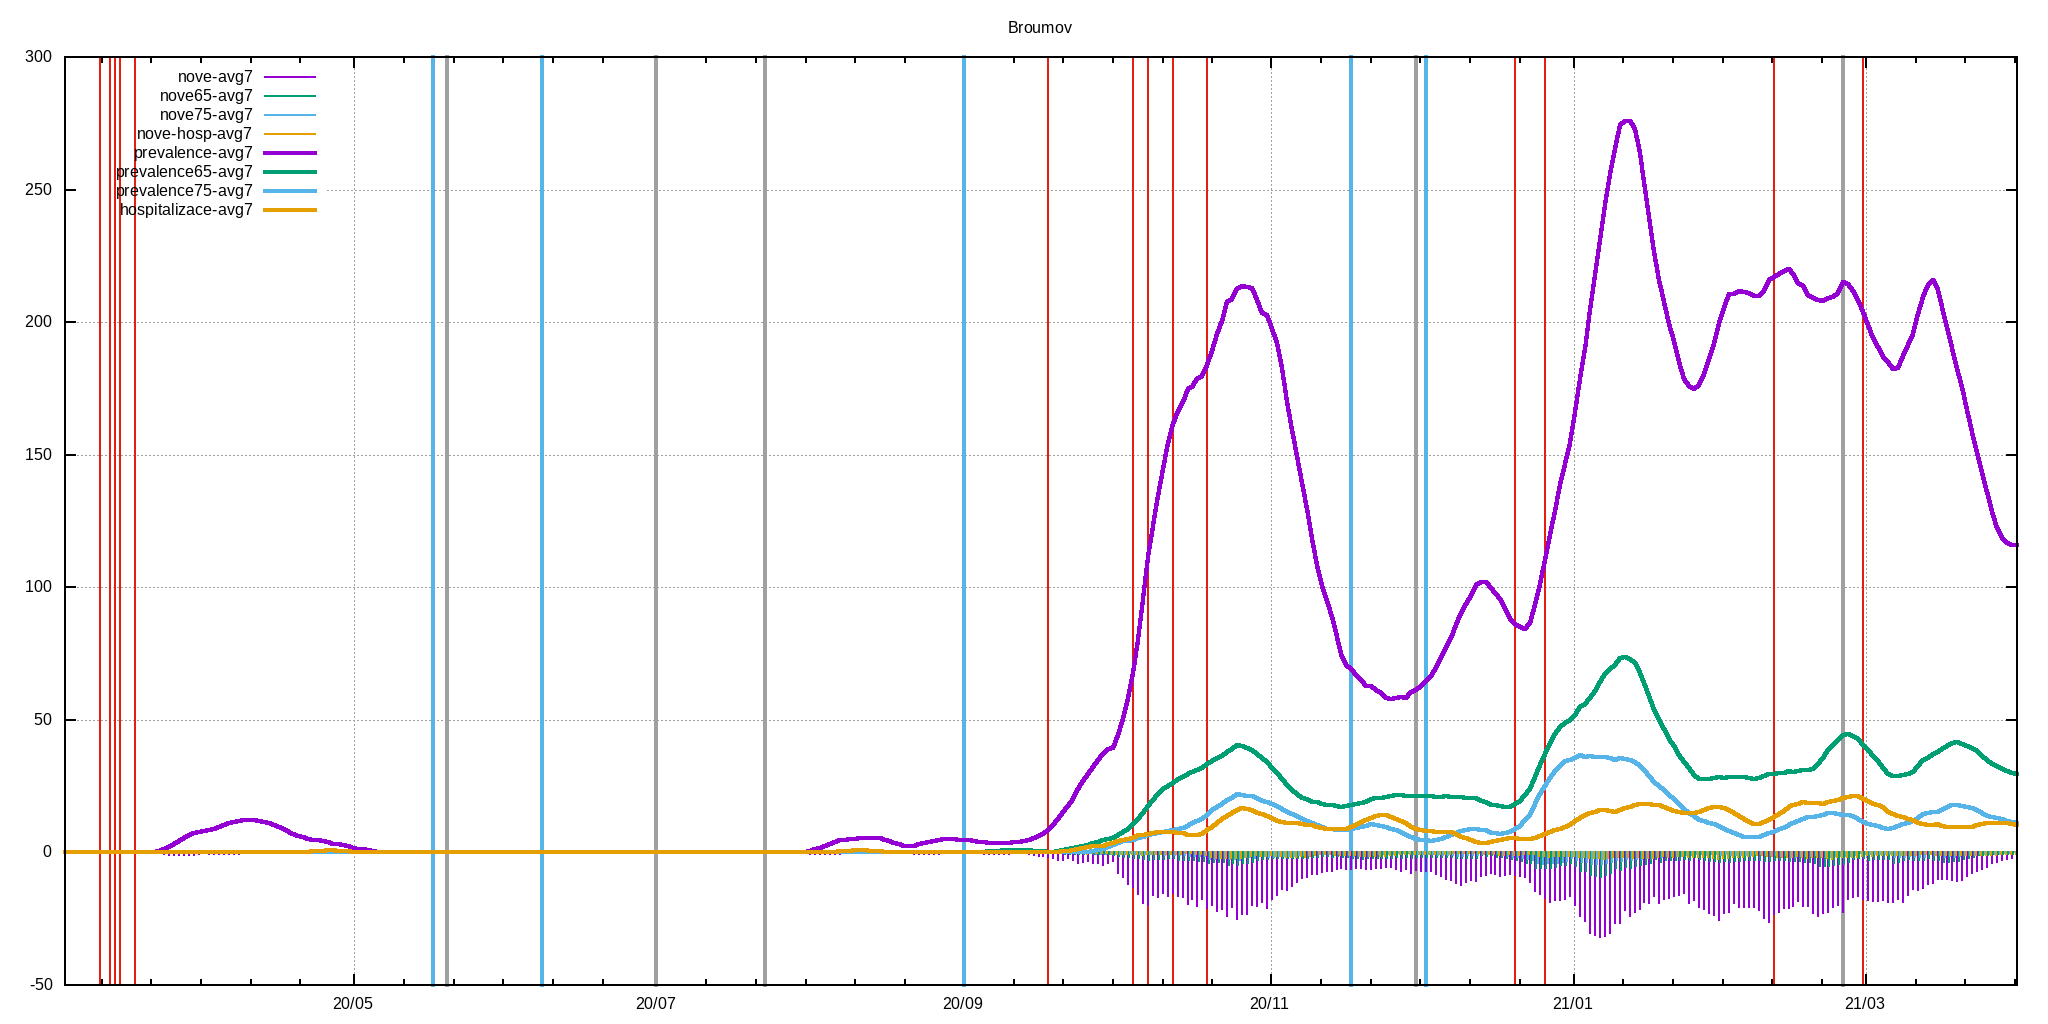 Broumov
300
250
200
150
100
50
0
-50
nove-avg7
nove65-avg7
nove75-avg7
nove-hosp-avg7
prevalence-avg7
prevalence65-avg7
prevalence75-avg7
hospitalizace-avg7
20/05 20/07 20/09 20/11 21/01 21/03